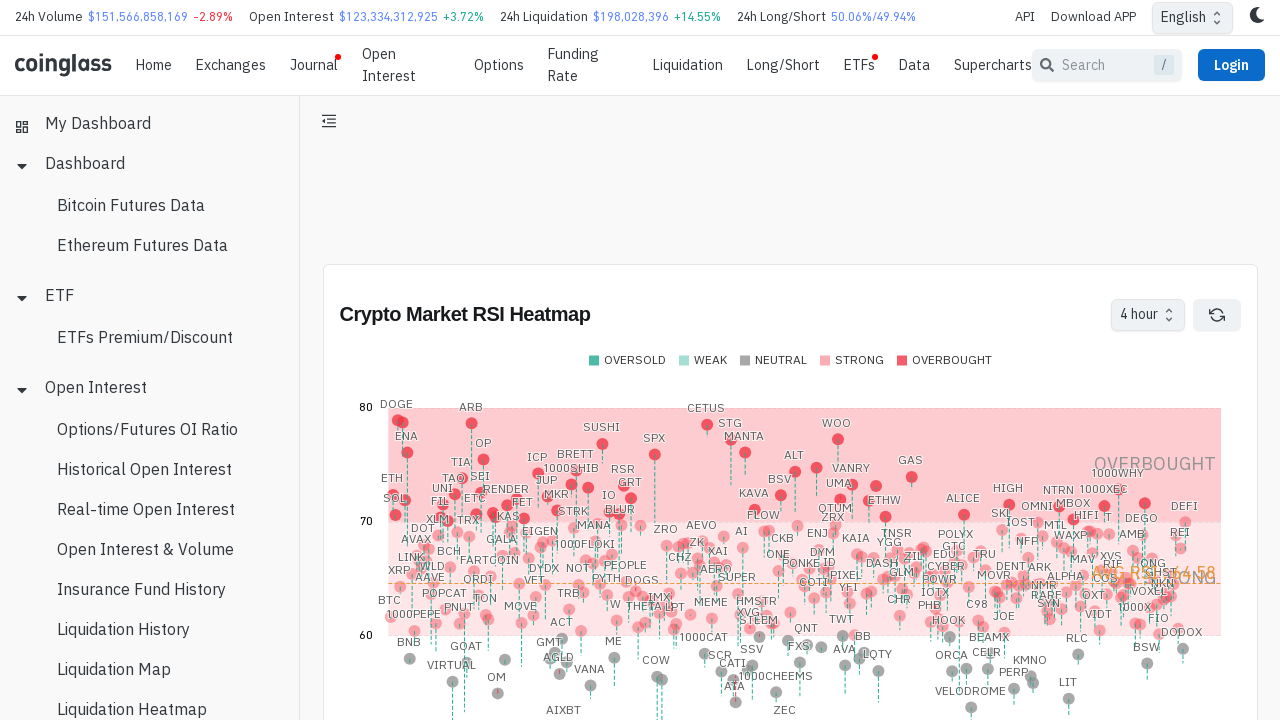 24h Volume $151,566,858,169 -2.89% Open Interest $123,334,312,925 +3.72% 24h Liquidation $198,028,396 +14.55% 24h Long/Short 50.06%/49.94% API Download APP English
coinglass Home Exchanges Journal Open Interest Options Funding Rate Liquidation Long/Short ETFs Data Supercharts Search / Login
My Dashboard
Dashboard
Bitcoin Futures Data
Ethereum Futures Data
ETF
ETFs Premium/Discount
Open Interest
Options/Futures OI Ratio
Historical Open Interest
Real-time Open Interest
Open Interest & Volume
Insurance Fund History
Liquidation History
Liquidation Map
Liquidation Heatmap
Crypto Market RSI Heatmap 4 hour
OVERSOLD WEAK NEUTRAL STRONG OVERBOUGHT
80
DOGE ARB CETUS
ENA OP SUSHI SPX STG MANTA WOO
TIA ICP BRETT ALT GAS OVERBOUGHT
ETH TAO SEI JUP 1000SHIB RSR GRT BSV VANRY 1000WHY
SOL UNI RENDER MKR IO KAVA UMA ETHW ALICE HIGH NTRN 1000XEC
FIL ETC FET STRK BLUR FLOW QTUM OMNI MBOX DEFI
70
XLM TRX KAS MANA ZRO AEVO ZRX SKL IOST HIFI T DEGO
DOT GALA EIGEN AI ENJ TNSR POLYX MTL WAXP AMB REI
AVAX 1000FLOKI ZK CKB KAIA YGG GTC NFP
LINK BCH CHZ XAI ONE DYM ZIL EDU TRU MAV XVS
XRP WLD FARTCOIN DYDX NOT PEOPLE AERO PONKE ID DASH CYBER DENT ARK
AAVE ORDI VET PYTH DOGS SUPER COTI PIXEL GLM POWR MOVR ALPHA STRONG
POPCAT TON TRB IMX YFI IOTX NMR NKN
BTC PNUT MOVE W THETA LPT MEME HMSTR CHR PHB C98 RARE OXT VOXEL
1000PEPE ACT STEEM TWT HOOK JOE SYN VIDT 1000X FIO
60
BNB GOAT GMT ME 1000CAT QNT BB BEAMX RLC DODOX
VIRTUAL AGLD VANA COW SCR SSV FXS AVA LQTY ORCA CELR KMNO BSW
OM CATI 1000CHEEMS PERP
ATA VELODROME LIT
AIXBT ZEC